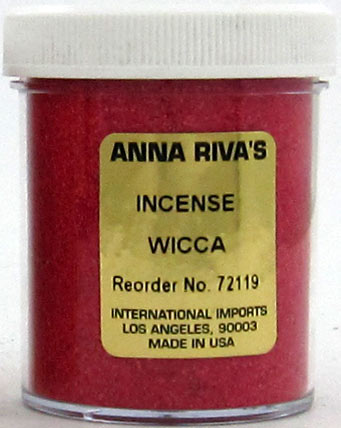 ANNA RIVA'S
INCENSE
WICCA
Reorder No. 72119
INTERNATIONAL IMPORTS
LOS ANGELES, 90003
MADE IN USA